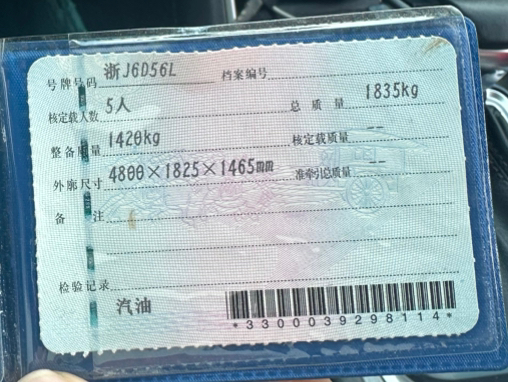 号牌号码 浙J6D56L 档案编号
核定载人数 5人 总质量 1835kg
整备质量 1420kg 核定载质量 --
外廓尺寸 4800×1825×1465mm 准牵引总质量 --
备注
检验记录
汽油
*3300039298114*